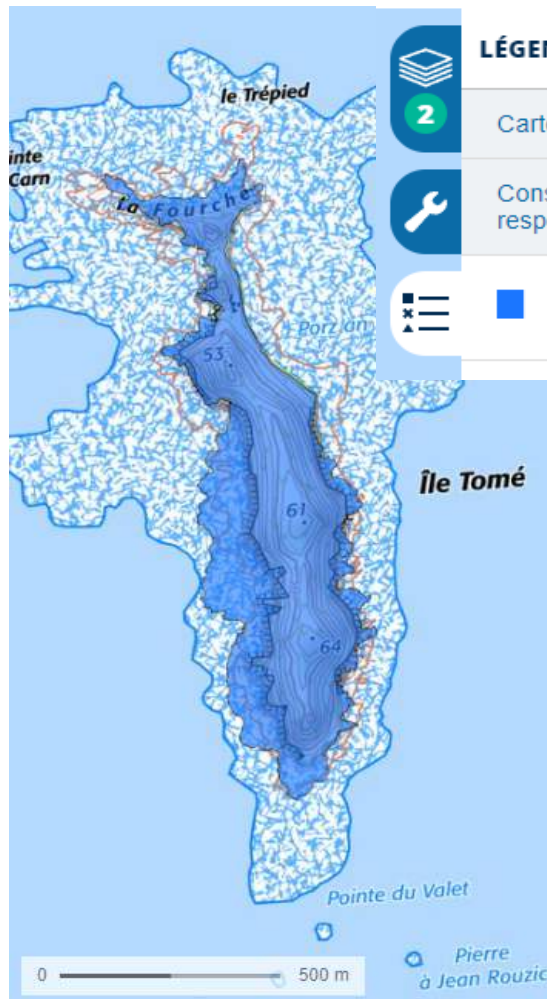 LÉGEN
2
Carte
Cons
resp
le Trépied
inte
Carn
La Fourche
Porz an
53
Île Tomé
61
64
Pointe du Valet
Pierre
à Jean Rouzic
0 500 m